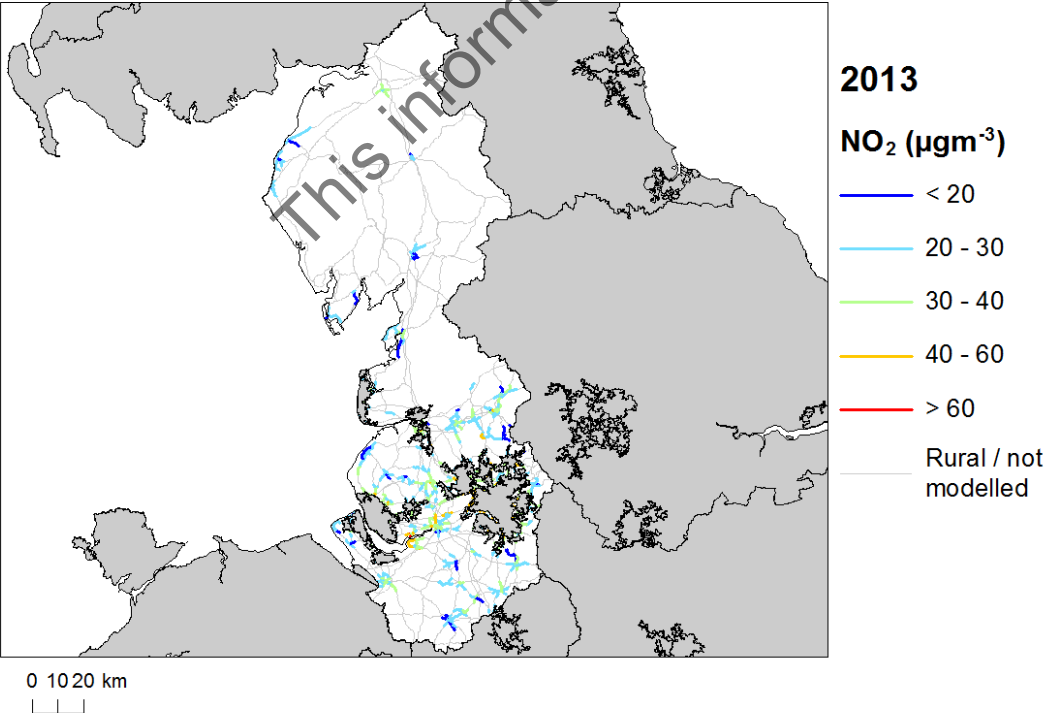 This informa
2013
NO₂ (µgm⁻³)
< 20
20 - 30
30 - 40
40 - 60
> 60
Rural / not
modelled
0 10 20 km